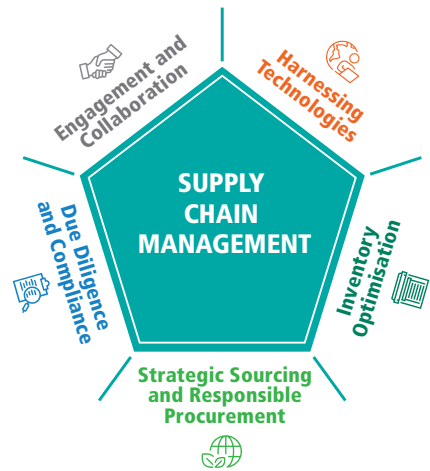 Engagement and
Collaboration
Harnessing
Technologies
SUPPLY
CHAIN
MANAGEMENT
Due Diligence
and Compliance
Inventory
Optimisation
Strategic Sourcing
and Responsible
Procurement